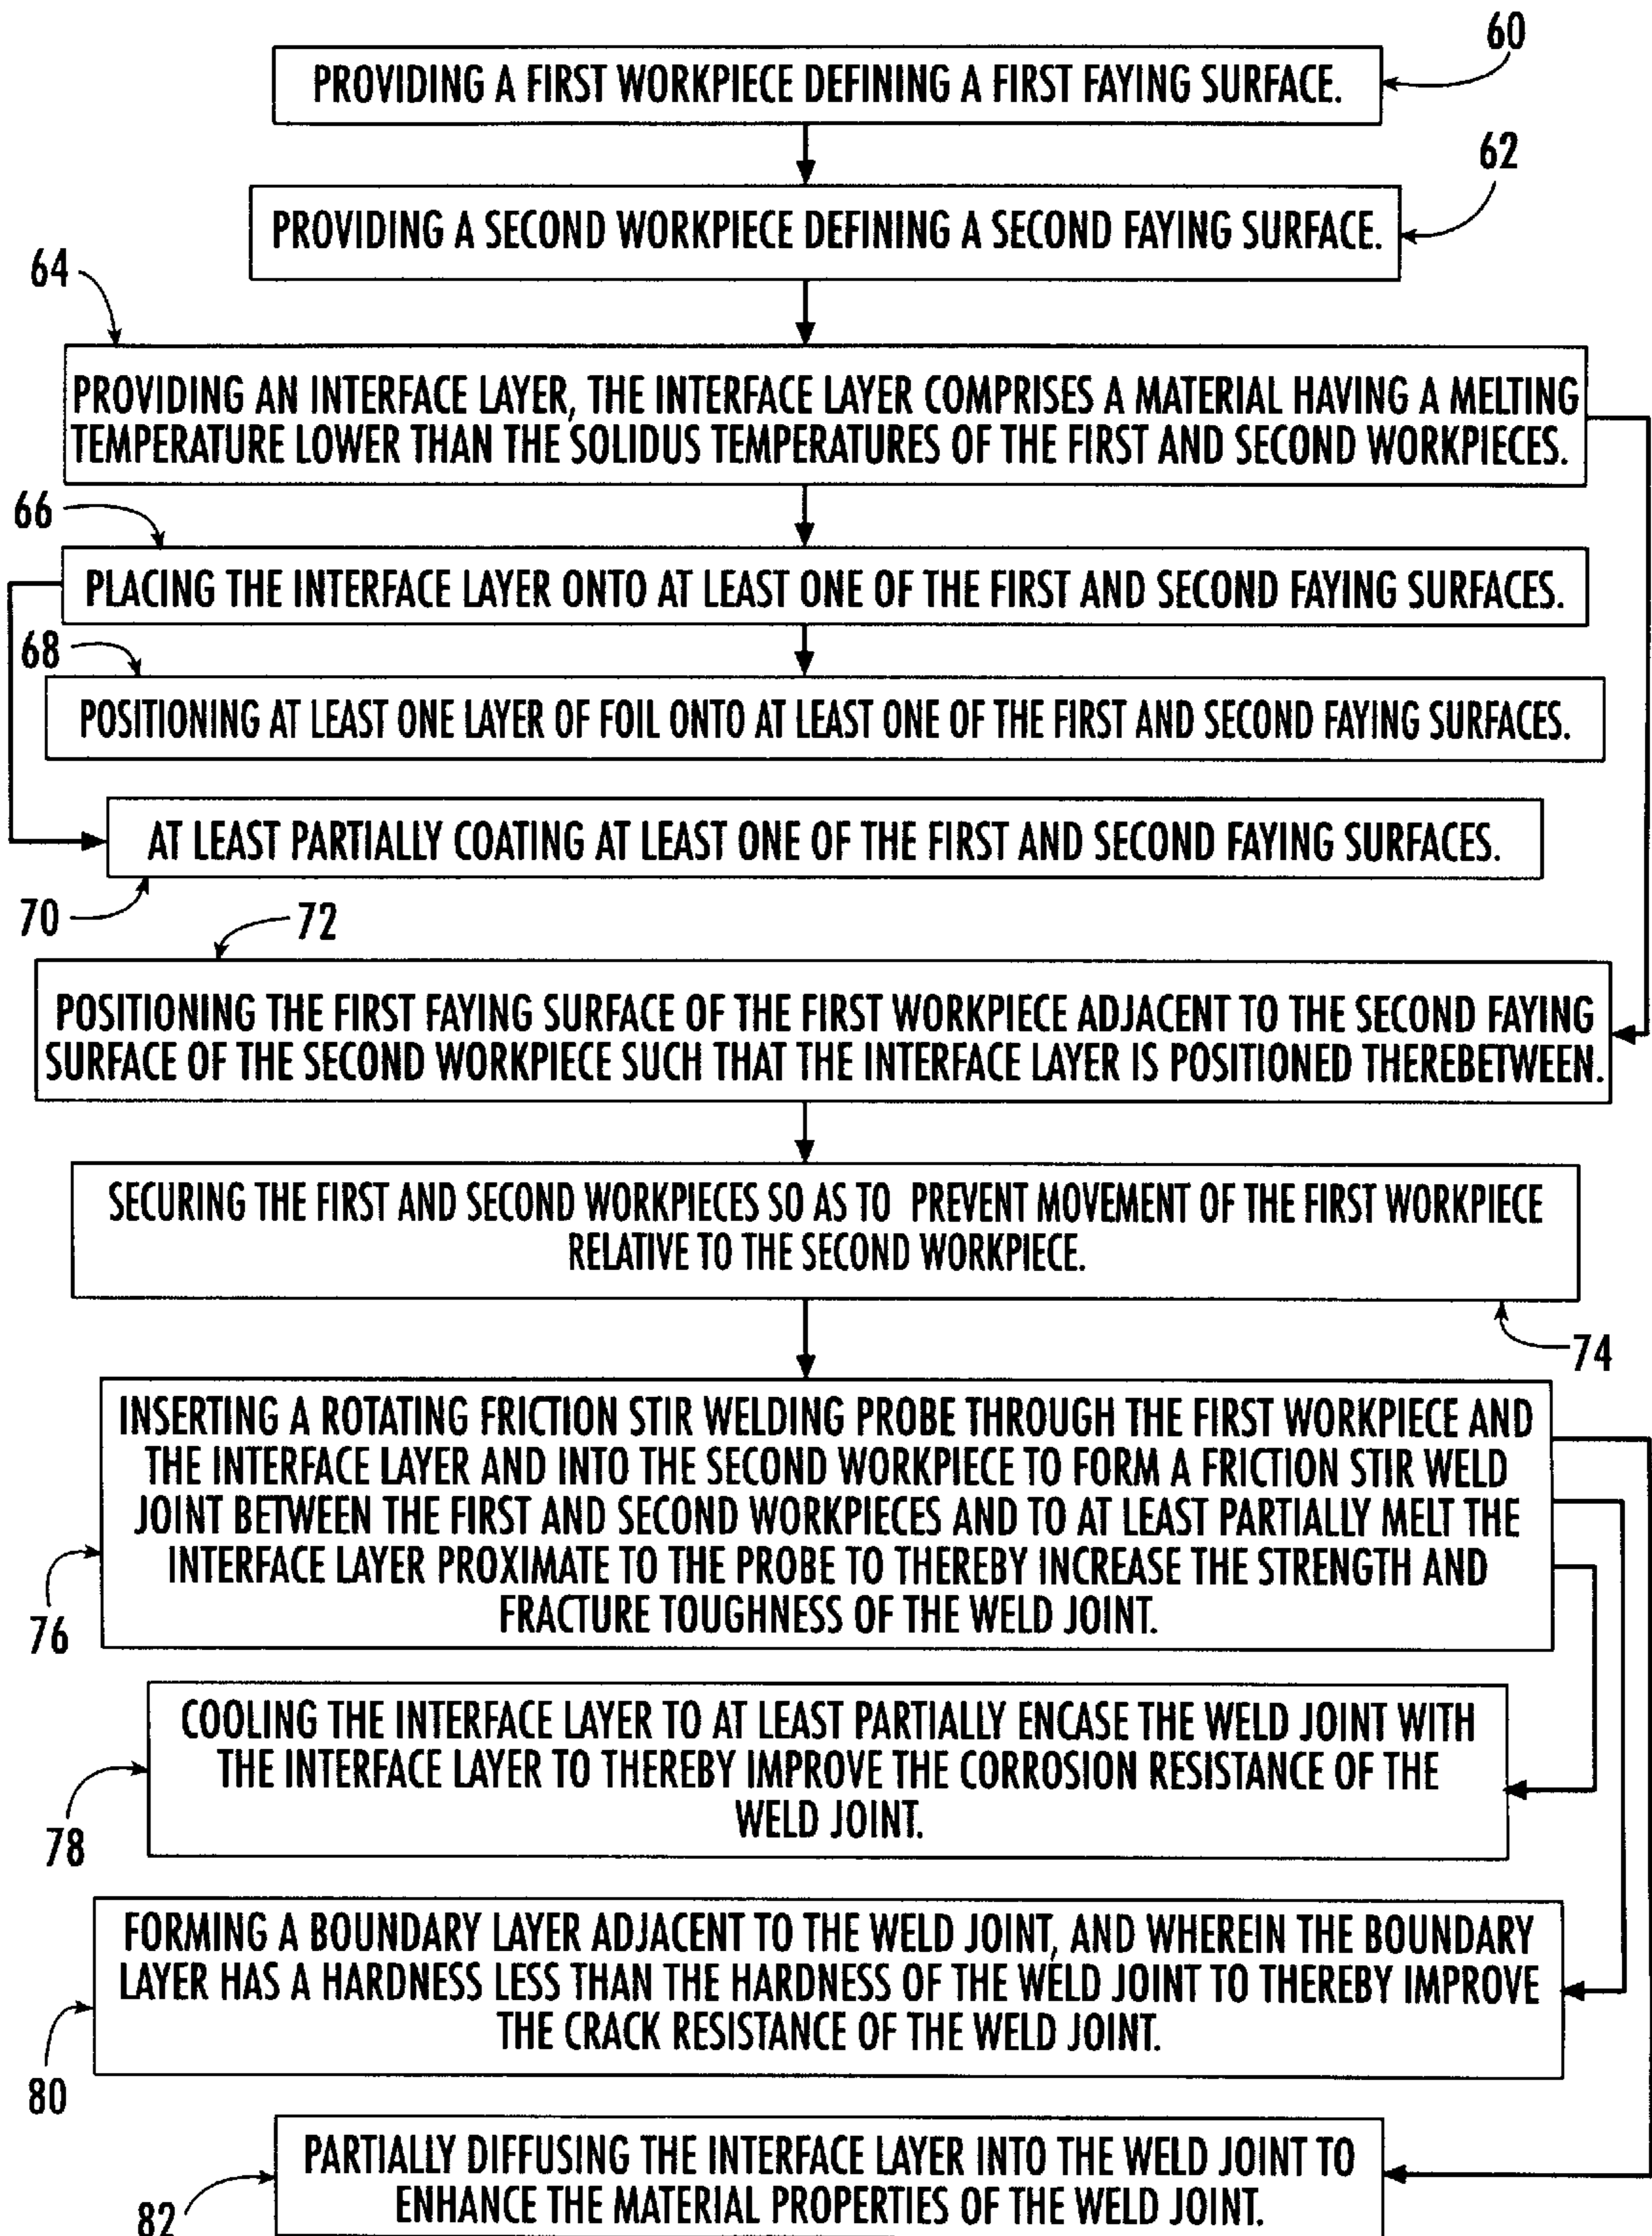 60
PROVIDING A FIRST WORKPIECE DEFINING A FIRST FAYING SURFACE.
62
PROVIDING A SECOND WORKPIECE DEFINING A SECOND FAYING SURFACE.
64
PROVIDING AN INTERFACE LAYER, THE INTERFACE LAYER COMPRISES A MATERIAL HAVING A MELTING
TEMPERATURE LOWER THAN THE SOLIDUS TEMPERATURES OF THE FIRST AND SECOND WORKPIECES.
66
PLACING THE INTERFACE LAYER ONTO AT LEAST ONE OF THE FIRST AND SECOND FAYING SURFACES.
68
POSITIONING AT LEAST ONE LAYER OF FOIL ONTO AT LEAST ONE OF THE FIRST AND SECOND FAYING SURFACES.
AT LEAST PARTIALLY COATING AT LEAST ONE OF THE FIRST AND SECOND FAYING SURFACES.
70
72
POSITIONING THE FIRST FAYING SURFACE OF THE FIRST WORKPIECE ADJACENT TO THE SECOND FAYING
SURFACE OF THE SECOND WORKPIECE SUCH THAT THE INTERFACE LAYER IS POSITIONED THEREBETWEEN.
SECURING THE FIRST AND SECOND WORKPIECES SO AS TO PREVENT MOVEMENT OF THE FIRST WORKPIECE
RELATIVE TO THE SECOND WORKPIECE.
74
INSERTING A ROTATING FRICTION STIR WELDING PROBE THROUGH THE FIRST WORKPIECE AND
THE INTERFACE LAYER AND INTO THE SECOND WORKPIECE TO FORM A FRICTION STIR WELD
JOINT BETWEEN THE FIRST AND SECOND WORKPIECES AND TO AT LEAST PARTIALLY MELT THE
INTERFACE LAYER PROXIMATE TO THE PROBE TO THEREBY INCREASE THE STRENGTH AND
FRACTURE TOUGHNESS OF THE WELD JOINT.
76
COOLING THE INTERFACE LAYER TO AT LEAST PARTIALLY ENCASE THE WELD JOINT WITH
THE INTERFACE LAYER TO THEREBY IMPROVE THE CORROSION RESISTANCE OF THE
WELD JOINT.
78
FORMING A BOUNDARY LAYER ADJACENT TO THE WELD JOINT, AND WHEREIN THE BOUNDARY
LAYER HAS A HARDNESS LESS THAN THE HARDNESS OF THE WELD JOINT TO THEREBY IMPROVE
THE CRACK RESISTANCE OF THE WELD JOINT.
80
PARTIALLY DIFFUSING THE INTERFACE LAYER INTO THE WELD JOINT TO
ENHANCE THE MATERIAL PROPERTIES OF THE WELD JOINT.
82